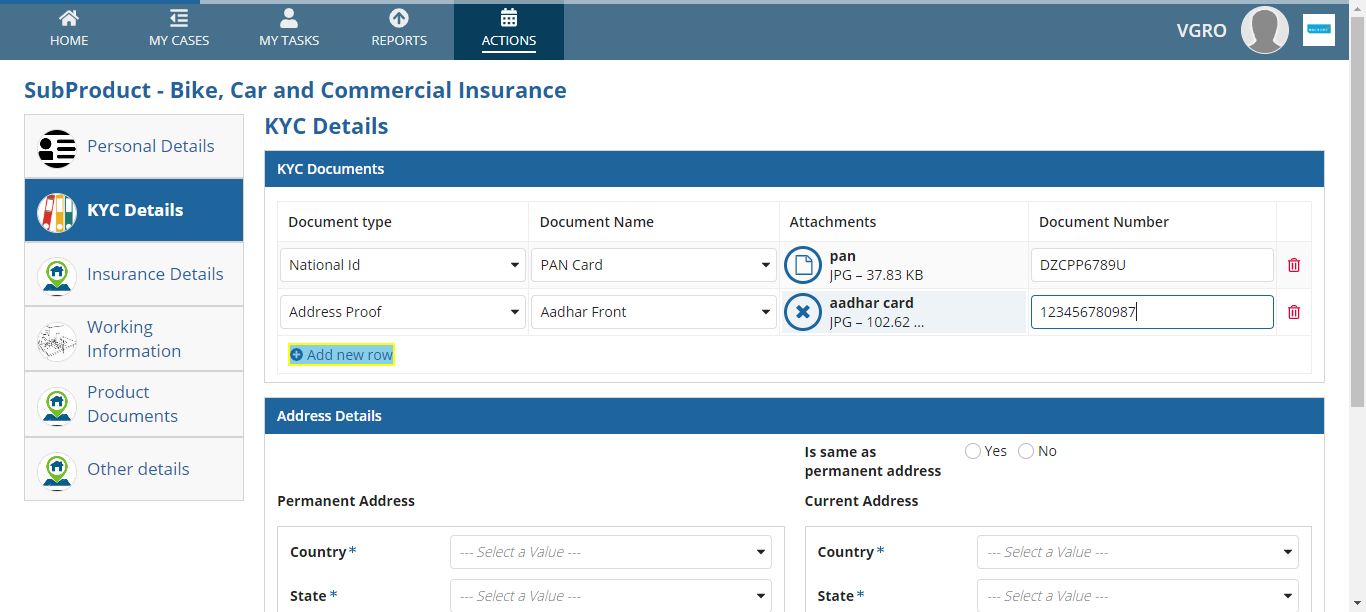 HOME
MY CASES
MY TASKS
REPORTS
ACTIONS
VGRO
SubProduct - Bike, Car and Commercial Insurance
Personal Details
KYC Details
Insurance Details
Working
Information
Product
Documents
Other details
KYC Details
KYC Documents
Document type
Document Name
Attachments
Document Number
National Id
PAN Card
pan
JPG – 37.83 KB
DZCPP6789U
Address Proof
Aadhar Front
aadhar card
JPG – 102.62 ...
123456780987
Add new row
Address Details
Is same as
permanent address
Yes
No
Permanent Address
Current Address
Country *
--- Select a Value ---
Country *
--- Select a Value ---
State *
--- Select a Value ---
State *
--- Select a Value ---